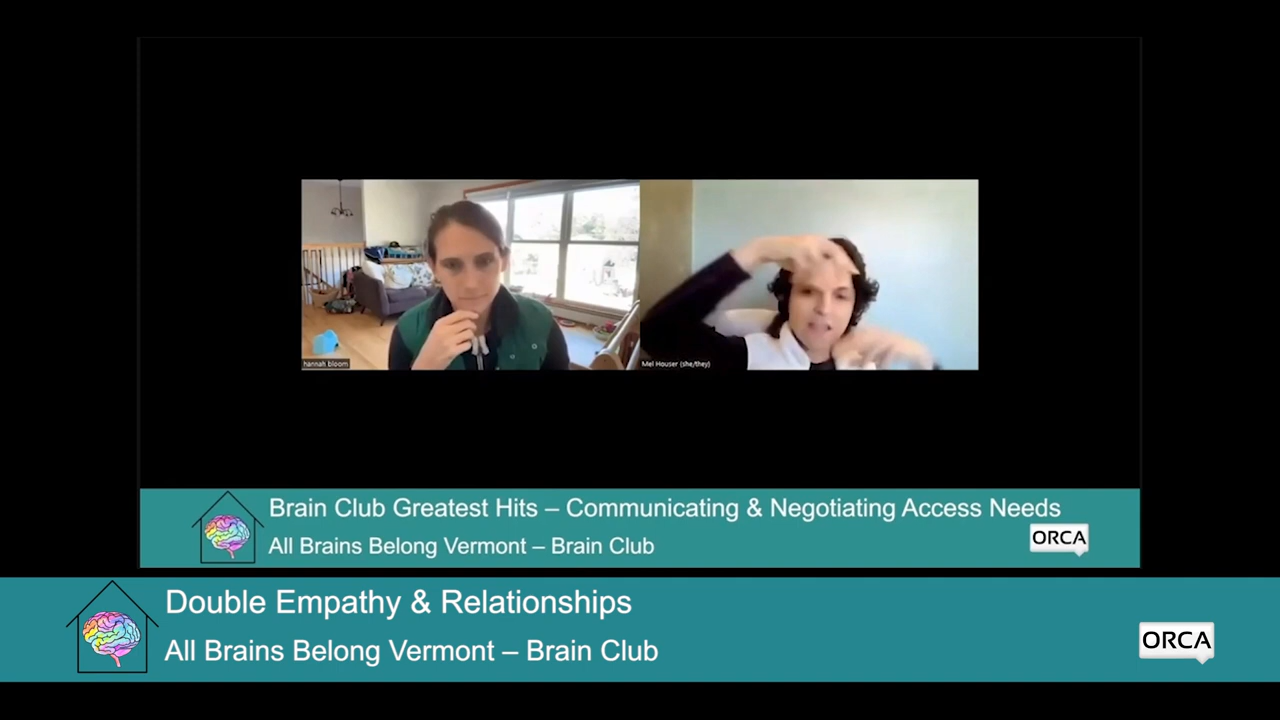 hannah bloom
Mel Houser (she/they)
Brain Club Greatest Hits – Communicating & Negotiating Access Needs
All Brains Belong Vermont – Brain Club
ORCA
Double Empathy & Relationships
All Brains Belong Vermont – Brain Club
ORCA